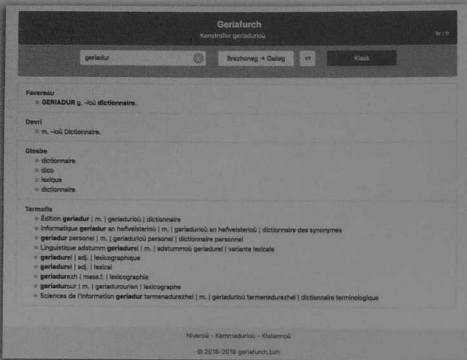 Geriafurch
Kenstroller geriadurioù
br | fr
geriadur
Brezhoneg → Galleg
⇄
Klask
Favereau
GERIADUR g. -ioù dictionnaire.
Devri
m. -ioù Dictionnaire.
Glosbe
dictionnaire
dico
lexique
dictionnaire
Termofis
Édition geriadur | m. | geriadurioù | dictionnaire
Informatique geriadur an heñvelsterioù | m. | geriadurioù an heñvelsterioù | dictionnaire des synonymes
geriadur personel | m. | geriadurioù personel | dictionnaire personnel
Linguistique adstumm geriadurel | m. | adstummoù geriadurel | variante lexicale
geriadurel | adj. | lexicographique
geriadurel | adj. | lexical
geriadurezh | mass.f. | lexicographie
geriadurour | m. | geriadurourien | lexicographe
Sciences de l'information geriadur termenadurezhel | m. | geriadurioù termenadurezhel | dictionnaire terminologique
Niveroù - Kemmadurioù -
© 2016-2019 geriafurch.bzh